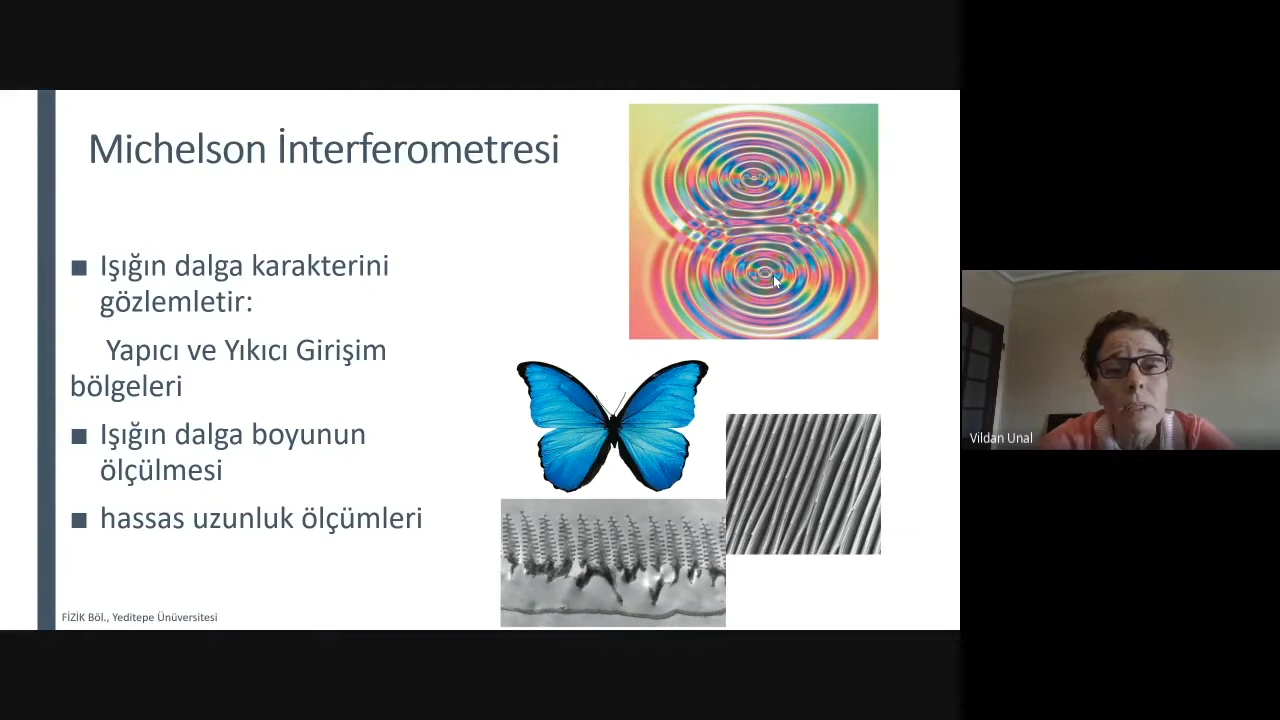 Michelson İnterferometresi
▪ Işığın dalga karakterini
gözlemletir:
Yapıcı ve Yıkıcı Girişim
bölgeleri
▪ Işığın dalga boyunun
ölçülmesi
▪ hassas uzunluk ölçümleri
FİZİK Böl., Yeditepe Ünüversitesi
Vildan Unal